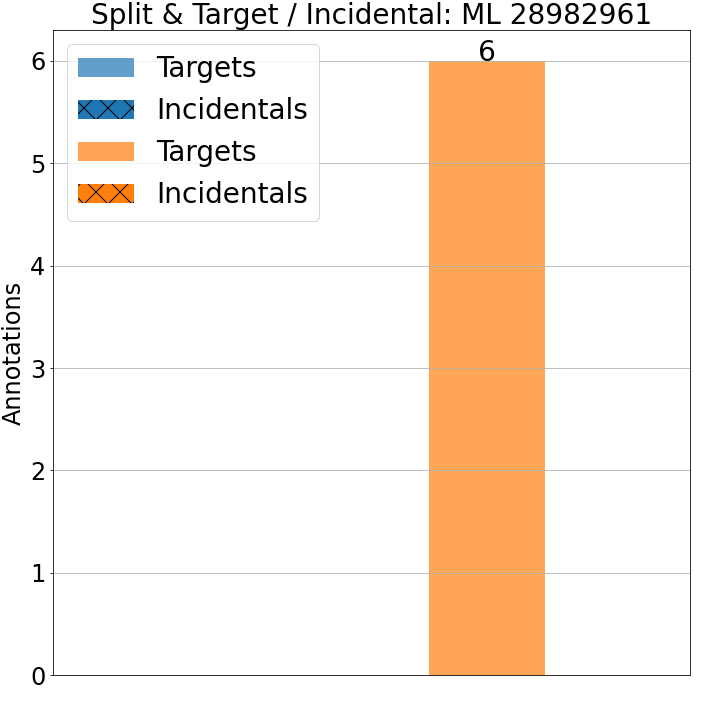 Split & Target / Incidental: ML 28982961
6
Targets
Incidentals
Targets
Incidentals
Annotations
6
5
4
3
2
1
0